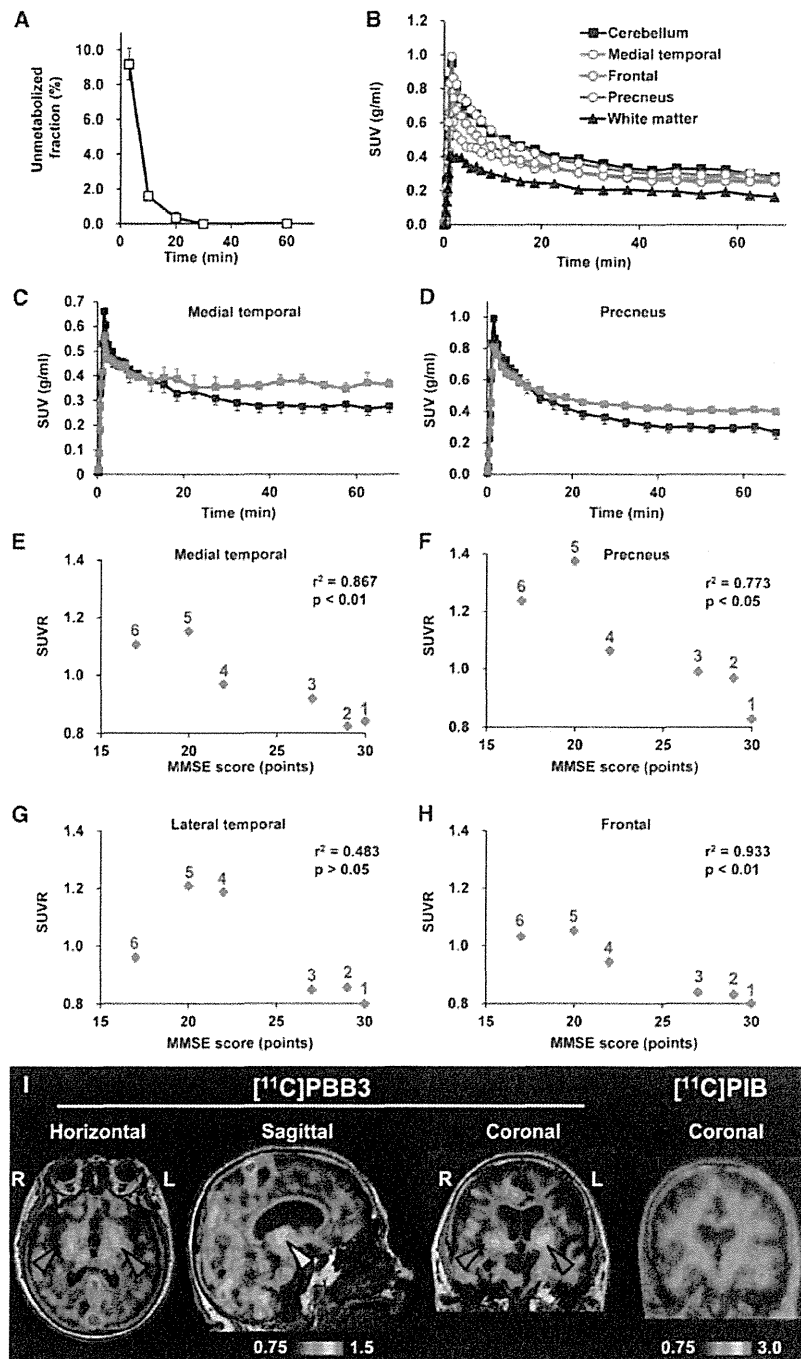 A
Unmetabolized
fraction (%)
10.0
8.0
6.0
4.0
2.0
0.0
0 20 40 60
Time (min)
B
SUV (g/ml)
1.2
1.0
0.8
0.6
0.4
0.2
0.0
0 20 40 60
Time (min)
Cerebellum
Medial temporal
Frontal
Precneus
White matter
C
Medial temporal
SUV (g/ml)
0.7
0.6
0.5
0.4
0.3
0.2
0.1
0
0 20 40 60
Time (min)
D
Precneus
SUV (g/ml)
1.0
0.8
0.6
0.4
0.2
0.0
0 20 40 60
Time (min)
E
Medial temporal
r² = 0.867
p < 0.01
SUVR
1.4
1.2
1.0
0.8
6 5 4 3 2 1
15 20 25 30
MMSE score (points)
F
Precneus
r² = 0.773
p < 0.05
SUVR
1.4
1.2
1.0
0.8
6 5 4 3 2 1
15 20 25 30
MMSE score (points)
G
Lateral temporal
r² = 0.483
p > 0.05
SUVR
1.4
1.2
1.0
0.8
6 5 4 3 2 1
15 20 25 30
MMSE score (points)
H
Frontal
r² = 0.933
p < 0.01
SUVR
1.4
1.2
1.0
0.8
6 5 4 3 2 1
15 20 25 30
MMSE score (points)
I
[¹¹C]PBB3 [¹¹C]PIB
Horizontal Sagittal Coronal Coronal
R L R L
0.75 1.5 0.75 3.0